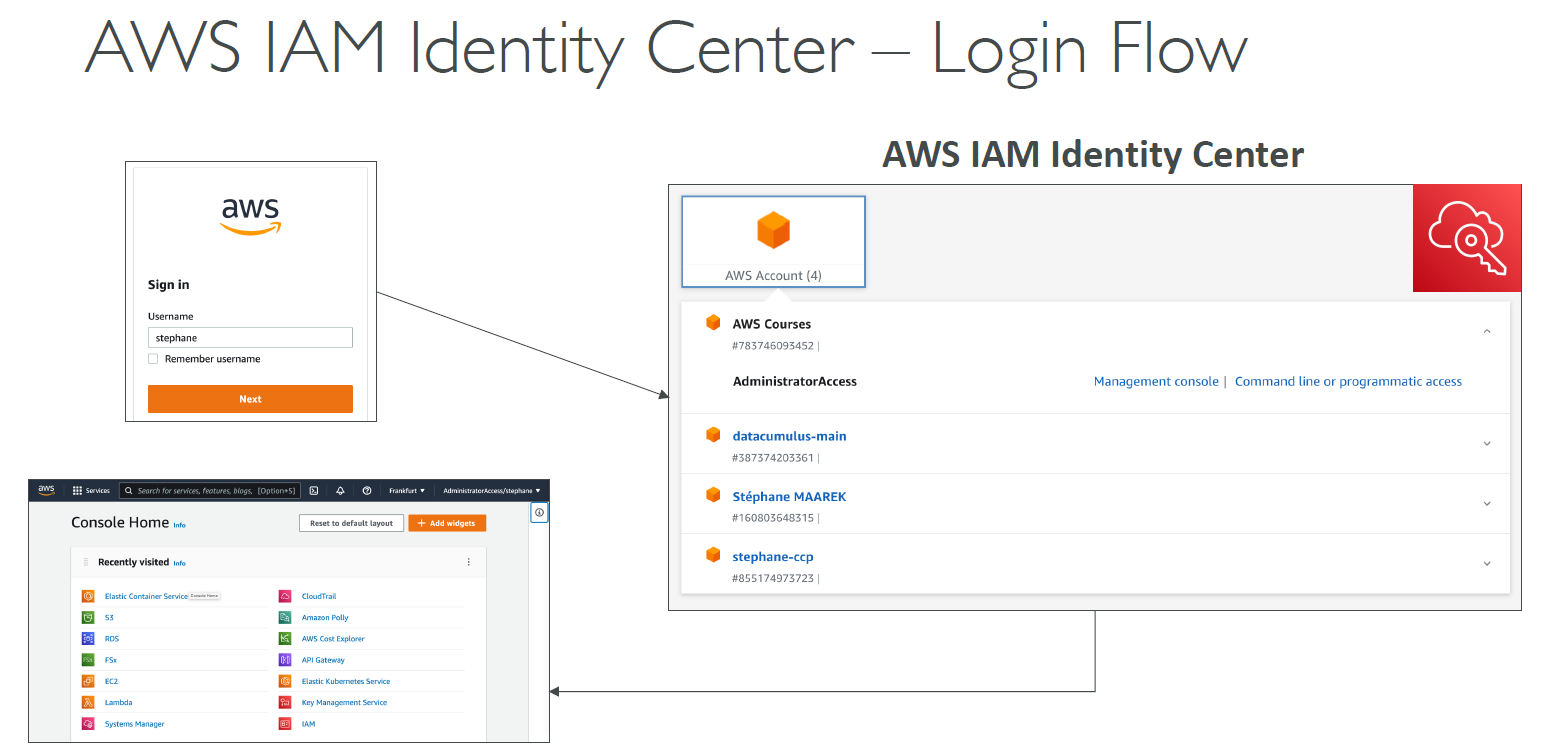 AWS IAM Identity Center – Login Flow
aws
Sign in
Username
stephane
Remember username
Next
AWS IAM Identity Center
AWS Account (4)
AWS Courses
#783746093452 |
AdministratorAccess
Management console | Command line or programmatic access
datacumulus-main
#387374203361 |
Stéphane MAAREK
#160803648315 |
stephane-ccp
#855174973723 |
aws Services Search for services, features, blogs, [Option+S] Frankfurt AdministratorAccess/stephane
Console Home Info Reset to default layout + Add widgets
Recently visited Info
Elastic Container Service Console Home CloudTrail
S3 Amazon Polly
RDS AWS Cost Explorer
FSx API Gateway
EC2 Elastic Kubernetes Service
Lambda Key Management Service
Systems Manager IAM